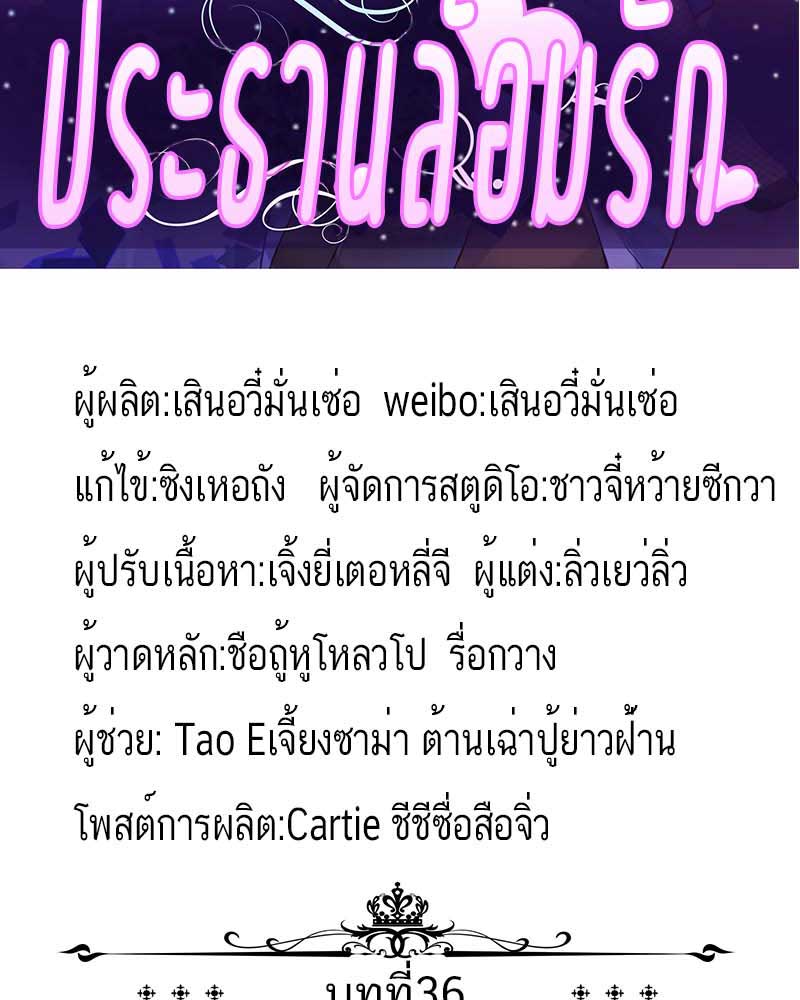 ประธานล้อมรัก
ผู้ผลิต:เสินอวี๋มั่นเซ่อ weibo:เสินอวี๋มั่นเซ่อ
แก้ไข้:ซิงเหอถัง ผู้จัดการสตูดิโอ:ชาวจี๋หว้ายซีกวา
ผู้ปรับเนื้อหา:เจิ้งยี่เตอหลี่จี ผู้แต่ง:ลิ่วเยว่ลิ่ว
ผู้วาดหลัก:ชือถู้หูโหลวโป รื่อกวาง
ผู้ช่วย: Tao Eเจี้ยงซาม่า ต้านเฉ่าปู้ย่าวฝ้าน
โพสต์การผลิต:Cartie ชีชีซื่อสือจิ่ว
บทที่36